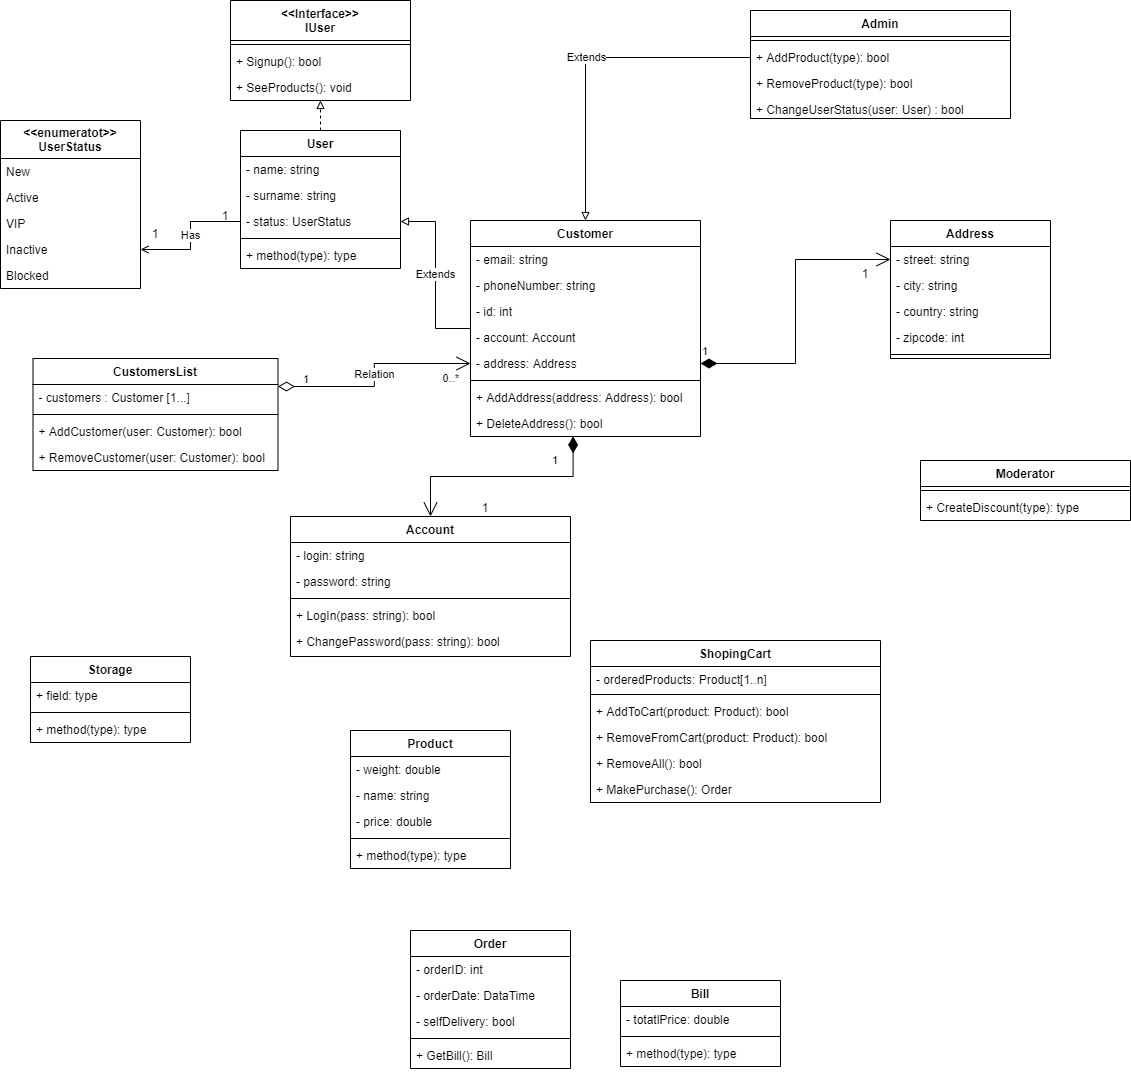 <<Interface>>
IUser
+ Signup(): bool
+ SeeProducts(): void
Admin
+ AddProduct(type): bool
+ RemoveProduct(type): bool
+ ChangeUserStatus(user: User) : bool
Extends
<<enumeratot>>
UserStatus
New
Active
VIP
Inactive
Blocked
1
Has
1
User
- name: string
- surname: string
- status: UserStatus
+ method(type): type
Extends
Customer
- email: string
- phoneNumber: string
- id: int
- account: Account
- address: Address
+ AddAddress(address: Address): bool
+ DeleteAddress(): bool
1
1
Address
- street: string
- city: string
- country: string
- zipcode: int
CustomersList
- customers : Customer [1...]
+ AddCustomer(user: Customer): bool
+ RemoveCustomer(user: Customer): bool
1
Relation
0..*
1
1
Moderator
+ CreateDiscount(type): type
Account
- login: string
- password: string
+ LogIn(pass: string): bool
+ ChangePassword(pass: string): bool
Storage
+ field: type
+ method(type): type
ShopingCart
- orderedProducts: Product[1..n]
+ AddToCart(product: Product): bool
+ RemoveFromCart(product: Product): bool
+ RemoveAll(): bool
+ MakePurchase(): Order
Product
- weight: double
- name: string
- price: double
+ method(type): type
Order
- orderID: int
- orderDate: DataTime
- selfDelivery: bool
+ GetBill(): Bill
Bill
- totatlPrice: double
+ method(type): type